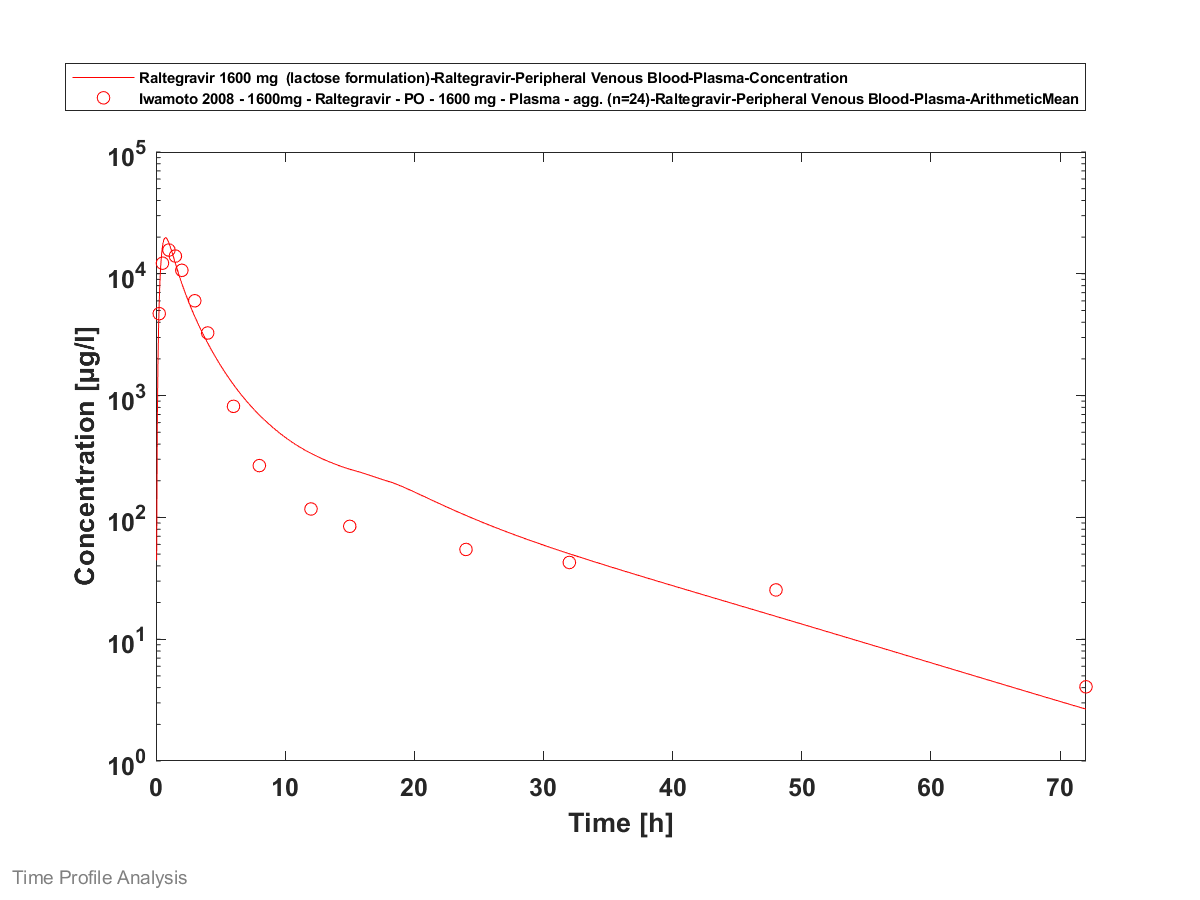 Raltegravir 1600 mg  (lactose formulation)-Raltegravir-Peripheral Venous Blood-Plasma-Concentration
Iwamoto 2008 - 1600mg - Raltegravir - PO - 1600 mg - Plasma - agg. (n=24)-Raltegravir-Peripheral Venous Blood-Plasma-ArithmeticMean
10^5
10^4
10^3
10^2
10^1
10^0
Concentration [µg/l]
0 10 20 30 40 50 60 70
Time [h]
Time Profile Analysis